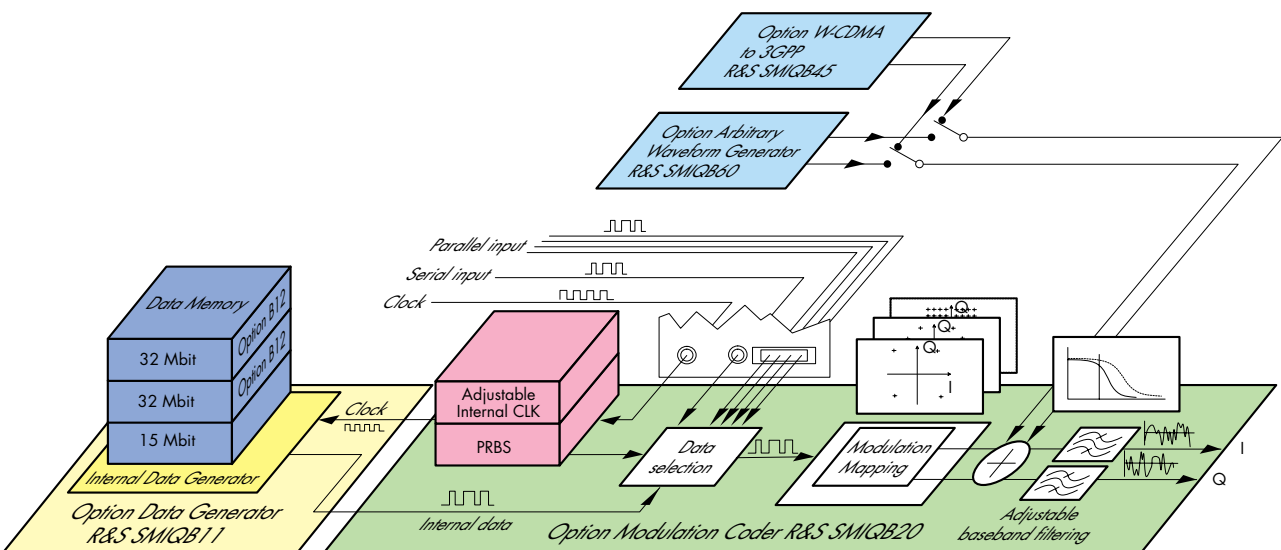 Option W-CDMA
to 3GPP
R&S SMIQB45
Option Arbitrary
Waveform Generator
R&S SMIQB60
Parallel input
Serial input
Clock
Data Memory
Option B12
Option B12
32 Mbit
32 Mbit
15 Mbit
Internal Data Generator
Option Data Generator
R&S SMIQB11
Clock
Adjustable
Internal CLK
PRBS
Internal data
Data
selection
Q
Q
Q
I
Modulation
Mapping
I
Q
Adjustable
baseband filtering
Option Modulation Coder R&S SMIQB20